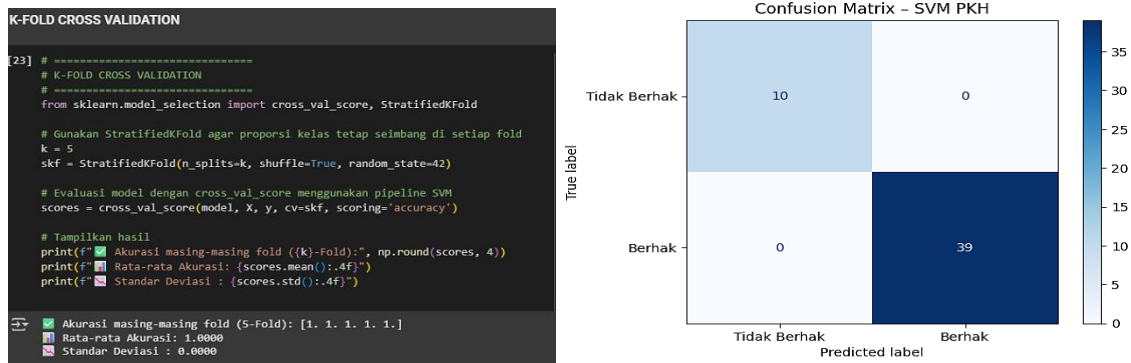 K-FOLD CROSS VALIDATION
[23] # ==============================
# K-FOLD CROSS VALIDATION
# ==============================
from sklearn.model_selection import cross_val_score, StratifiedKFold
# Gunakan StratifiedKFold agar proporsi kelas tetap seimbang di setiap fold
k = 5
skf = StratifiedKFold(n_splits=k, shuffle=True, random_state=42)
# Evaluasi model dengan cross_val_score menggunakan pipeline SVM
scores = cross_val_score(model, X, y, cv=skf, scoring='accuracy')
# Tampilkan hasil
print(f"✅ Akurasi masing-masing fold ({k}-Fold):", np.round(scores, 4))
print(f"📊 Rata-rata Akurasi: {scores.mean():.4f}")
print(f"📉 Standar Deviasi : {scores.std():.4f}")
✅ Akurasi masing-masing fold (5-Fold): [1. 1. 1. 1. 1.]
📊 Rata-rata Akurasi: 1.0000
📉 Standar Deviasi : 0.0000
Confusion Matrix – SVM PKH
True label
Tidak Berhak
10
0
Berhak
0
39
Tidak Berhak
Berhak
Predicted label
35
30
25
20
15
10
5
0